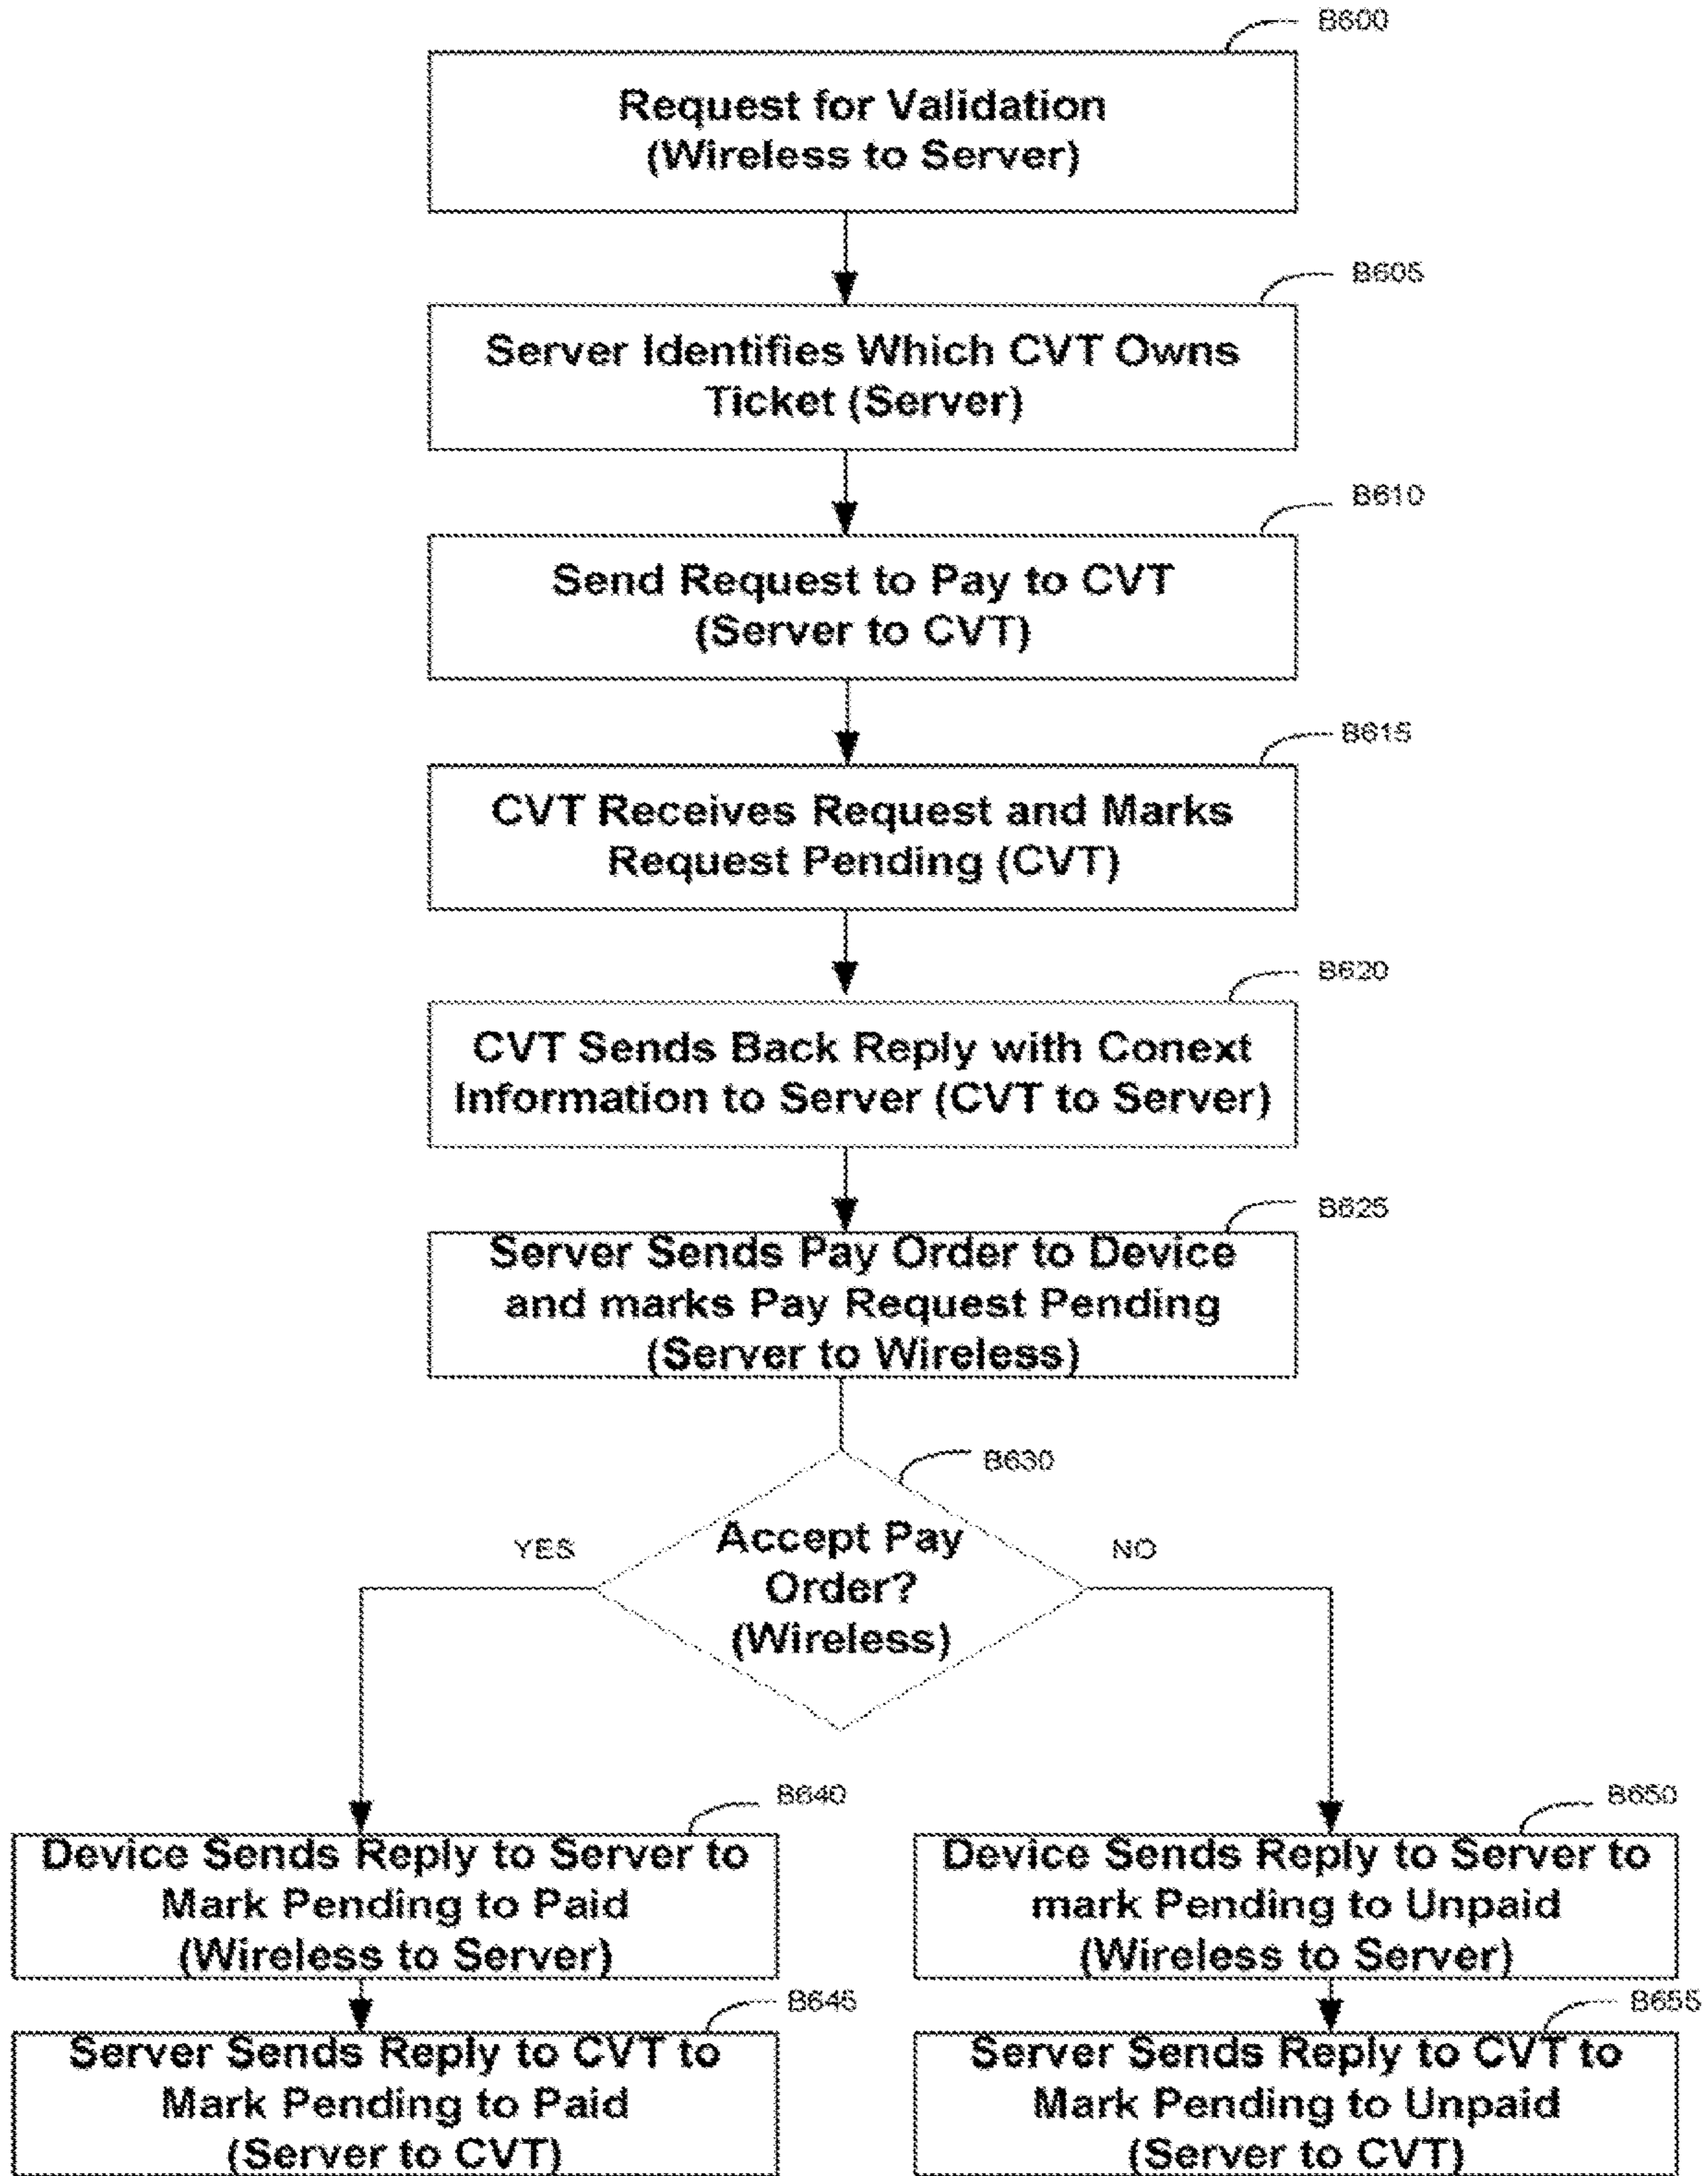 B600
Request for Validation
(Wireless to Server)
B605
Server Identifies Which CVT Owns
Ticket (Server)
B610
Send Request to Pay to CVT
(Server to CVT)
B615
CVT Receives Request and Marks
Request Pending (CVT)
B620
CVT Sends Back Reply with Conext
Information to Server (CVT to Server)
B625
Server Sends Pay Order to Device
and marks Pay Request Pending
(Server to Wireless)
B630
Accept Pay
Order?
(Wireless)
YES
NO
B640
Device Sends Reply to Server to
Mark Pending to Paid
(Wireless to Server)
B645
Server Sends Reply to CVT to
Mark Pending to Paid
(Server to CVT)
B650
Device Sends Reply to Server to
mark Pending to Unpaid
(Wireless to Server)
B655
Server Sends Reply to CVT to
Mark Pending to Unpaid
(Server to CVT)